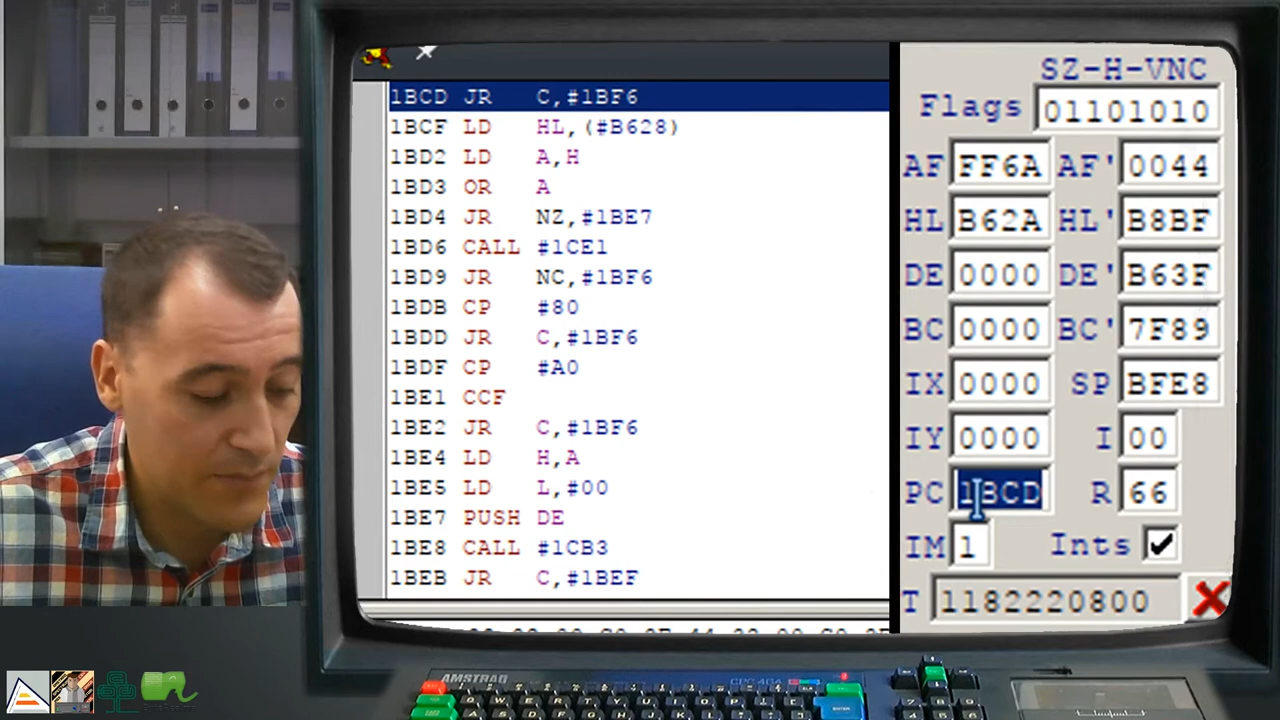 1BCD JR C,#1BF6
1BCF LD HL,(#B628)
1BD2 LD A,H
1BD3 OR A
1BD4 JR NZ,#1BE7
1BD6 CALL #1CE1
1BD9 JR NC,#1BF6
1BDB CP #80
1BDD JR C,#1BF6
1BDF CP #A0
1BE1 CCF
1BE2 JR C,#1BF6
1BE4 LD H,A
1BE5 LD L,#00
1BE7 PUSH DE
1BE8 CALL #1CB3
1BEB JR C,#1BEF
SZ-H-VNC
Flags 01101010
AF FF6A AF' 0044
HL B62A HL' B8BF
DE 0000 DE' B63F
BC 0000 BC' 7F89
IX 0000 SP BFE8
IY 0000 I 00
PC 1BCD R 66
IM 1 Ints
T 1182220800
AMSTRAD